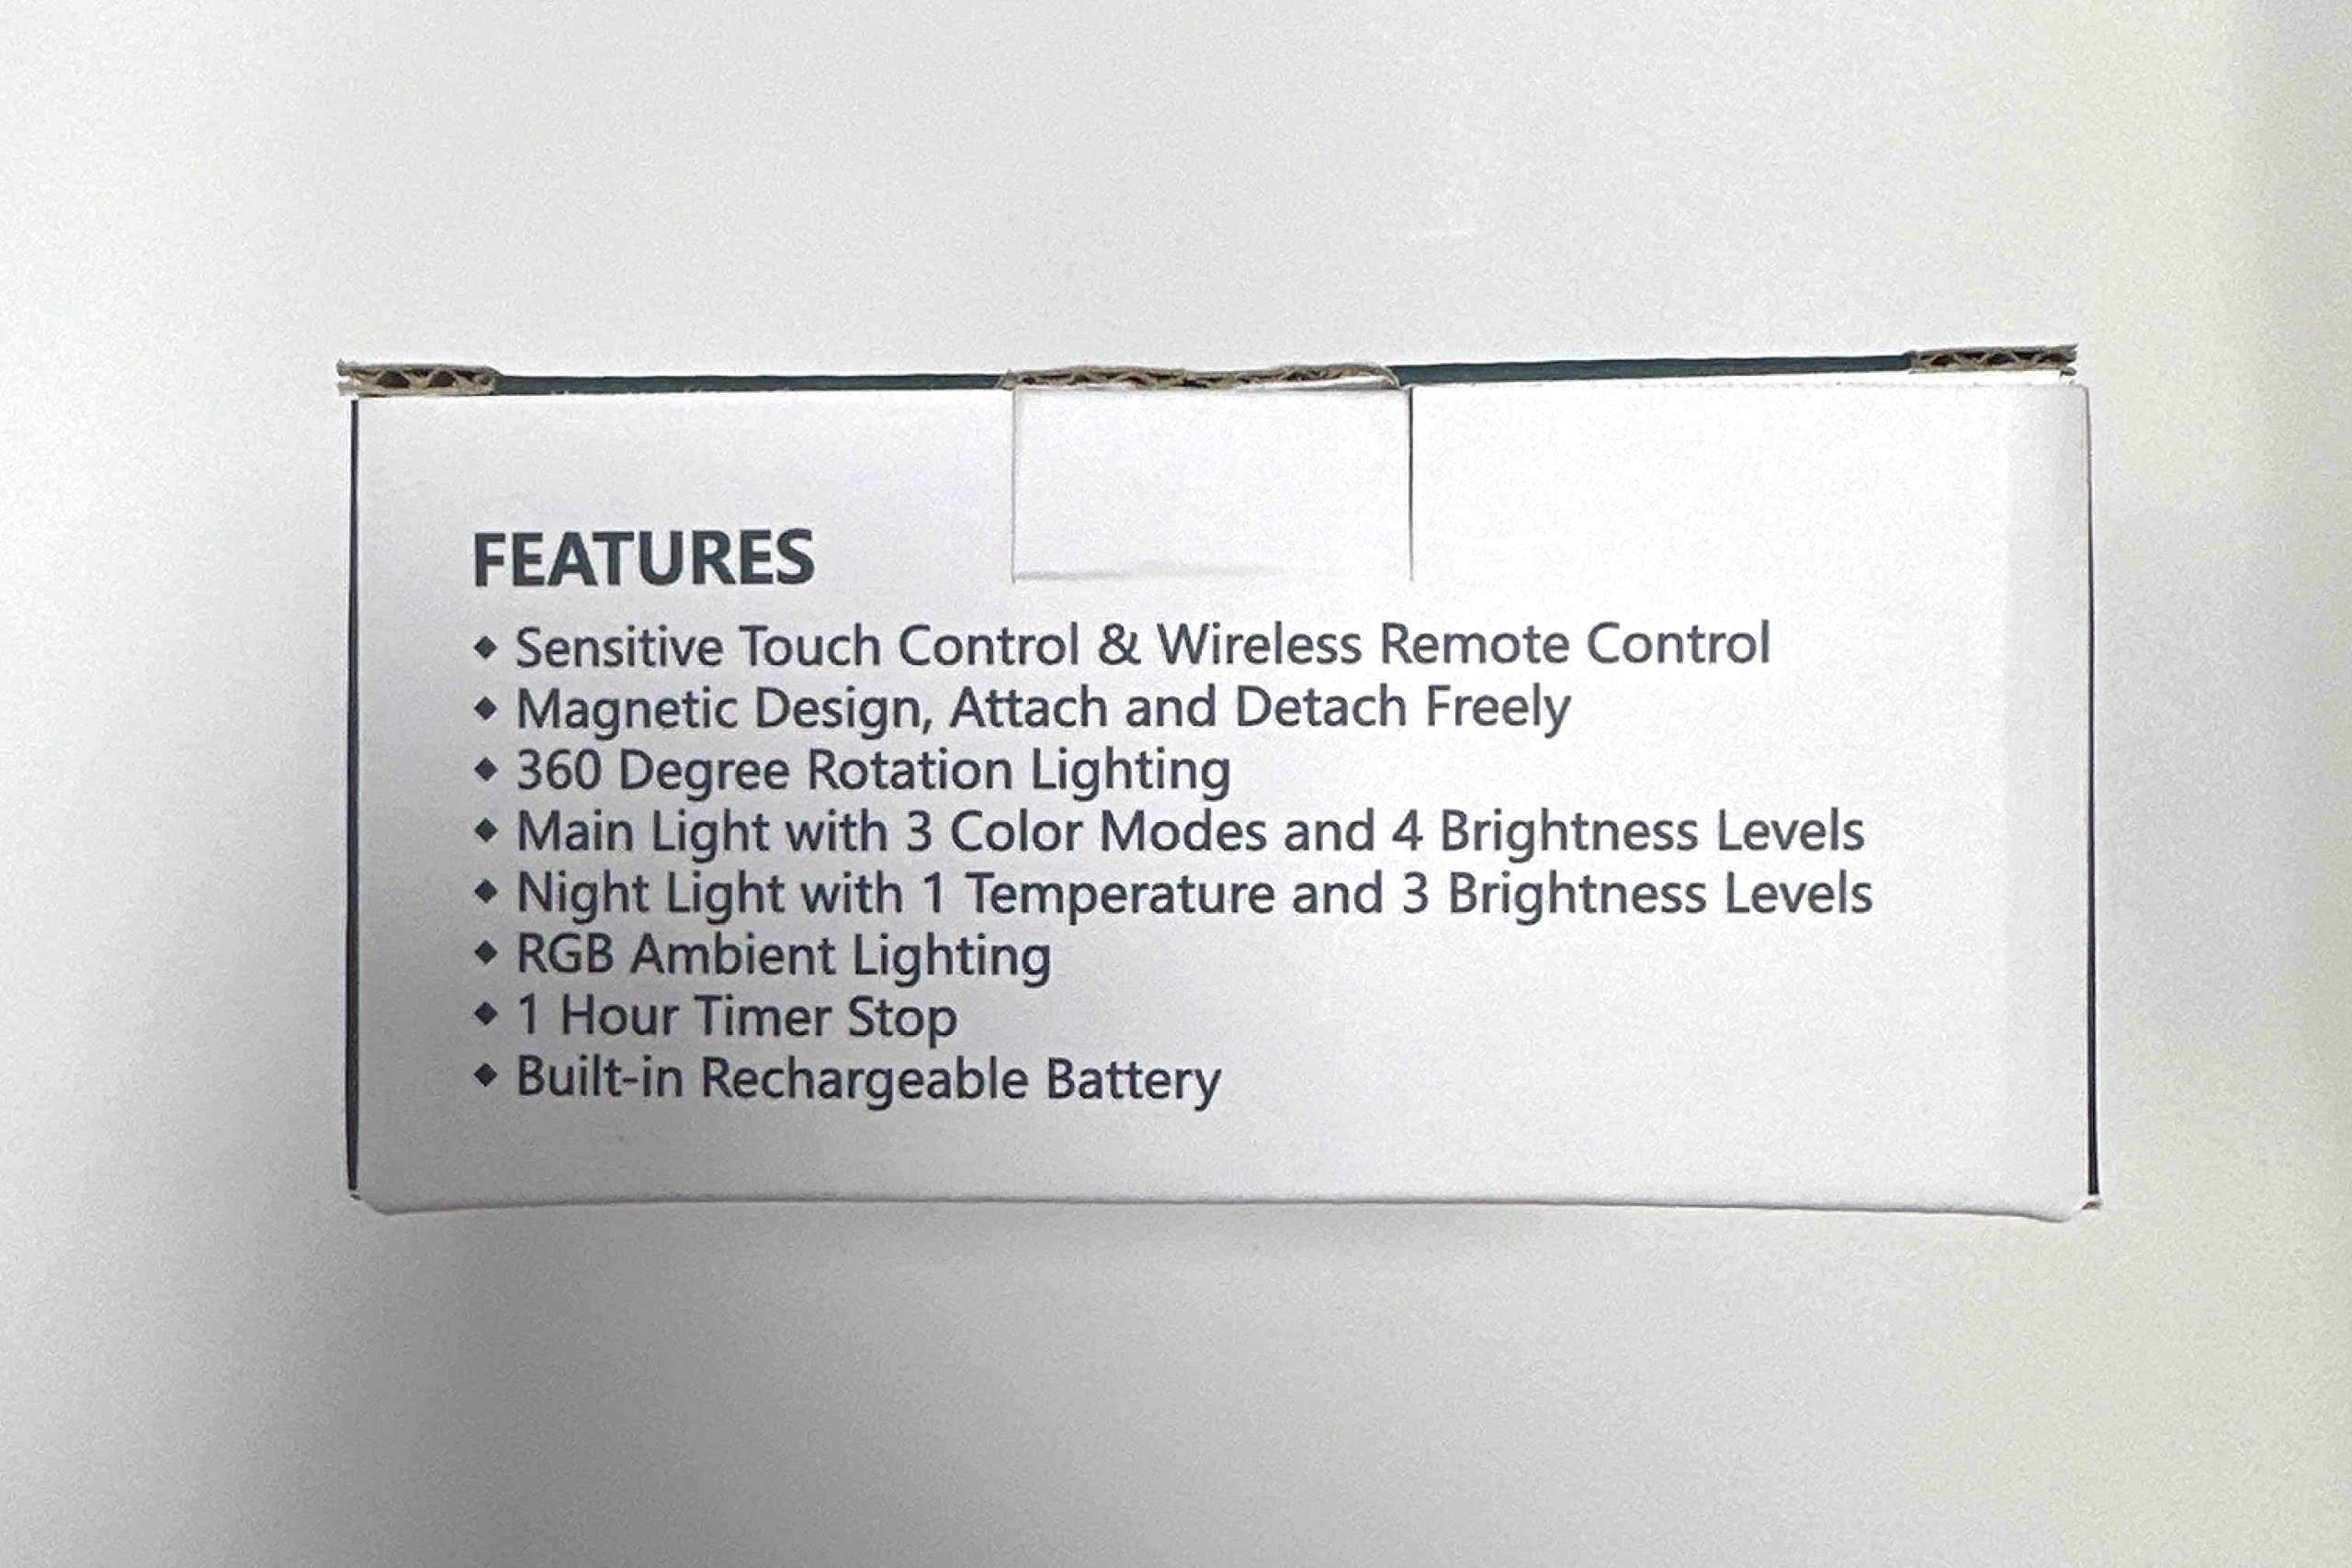 FEATURES
◆ Sensitive Touch Control & Wireless Remote Control
◆ Magnetic Design, Attach and Detach Freely
◆ 360 Degree Rotation Lighting
◆ Main Light with 3 Color Modes and 4 Brightness Levels
◆ Night Light with 1 Temperature and 3 Brightness Levels
◆ RGB Ambient Lighting
◆ 1 Hour Timer Stop
◆ Built-in Rechargeable Battery